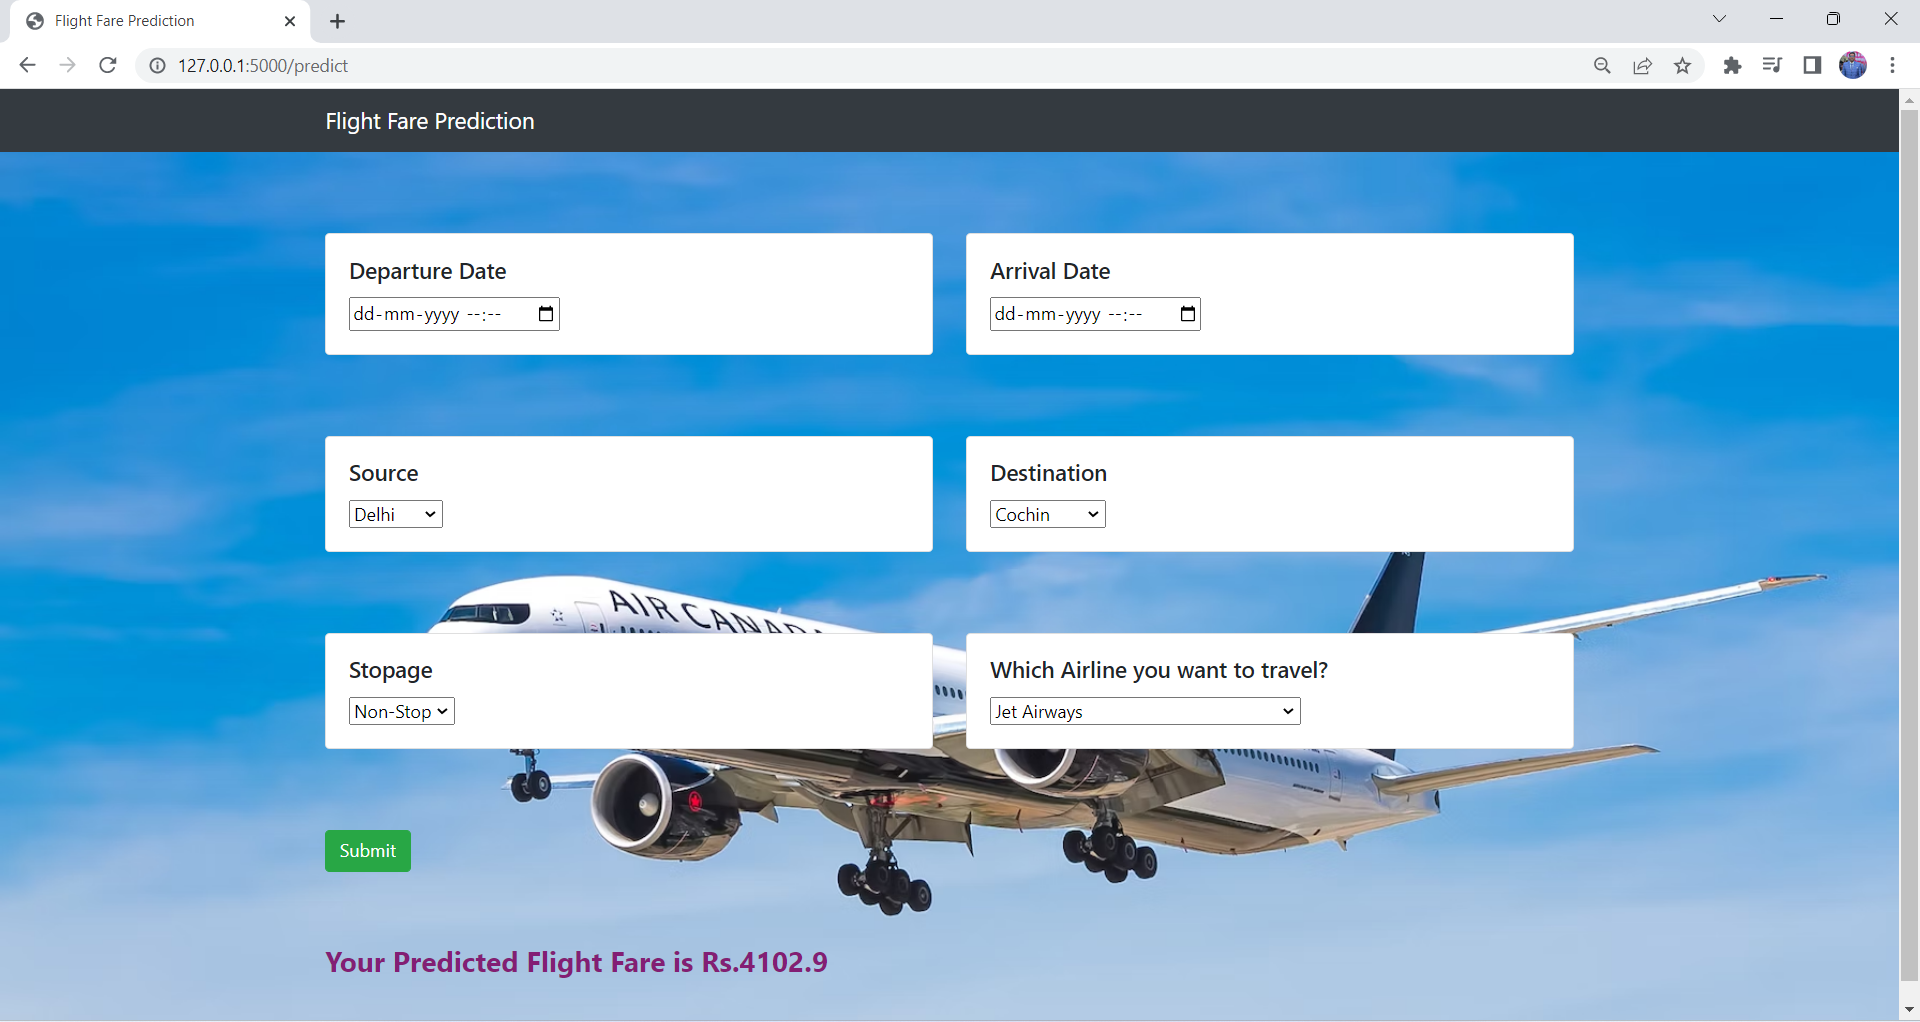 Flight Fare Prediction
127.0.0.1:5000/predict
Flight Fare Prediction
Departure Date
Arrival Date
dd-mm-yyyy --:--
dd-mm-yyyy --:--
Source
Destination
Delhi
Cochin
AIR CANADA
Stopage
Which Airline you want to travel?
Non-Stop
Jet Airways
Submit
Your Predicted Flight Fare is Rs.4102.9